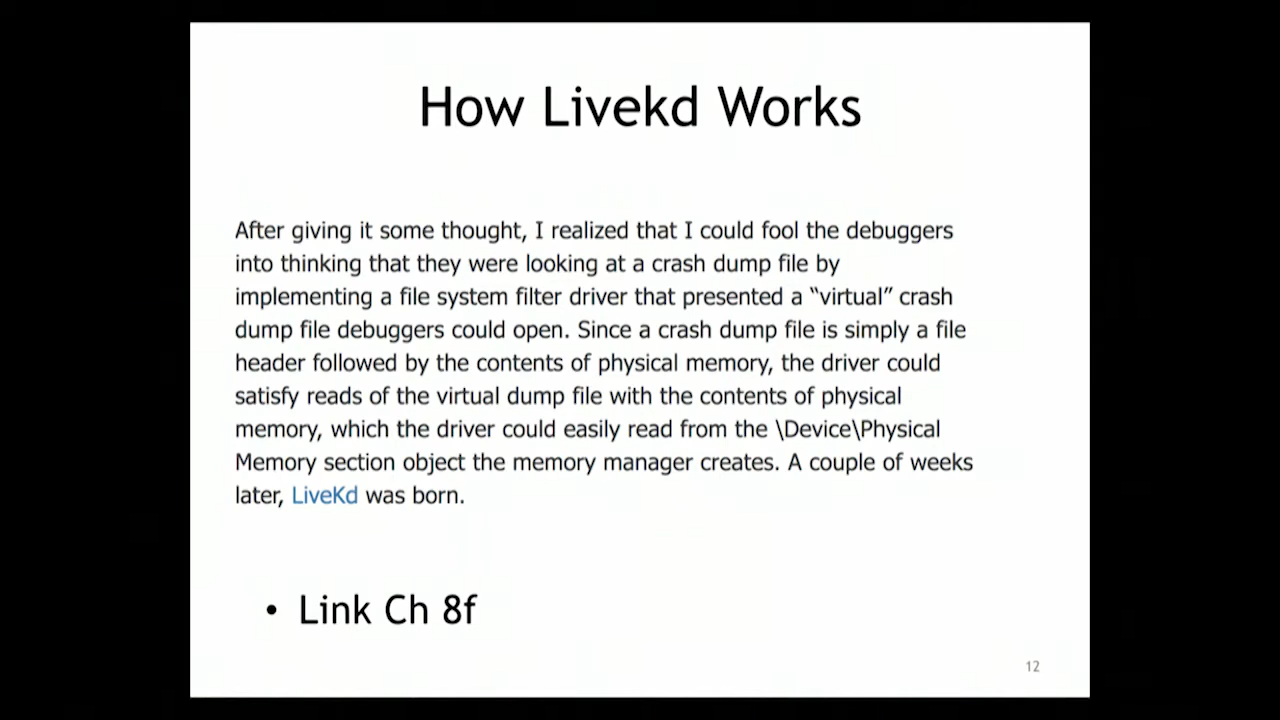 How Livekd Works
After giving it some thought, I realized that I could fool the debuggers
into thinking that they were looking at a crash dump file by
implementing a file system filter driver that presented a “virtual” crash
dump file debuggers could open. Since a crash dump file is simply a file
header followed by the contents of physical memory, the driver could
satisfy reads of the virtual dump file with the contents of physical
memory, which the driver could easily read from the \Device\Physical
Memory section object the memory manager creates. A couple of weeks
later, LiveKd was born.
• Link Ch 8f
12